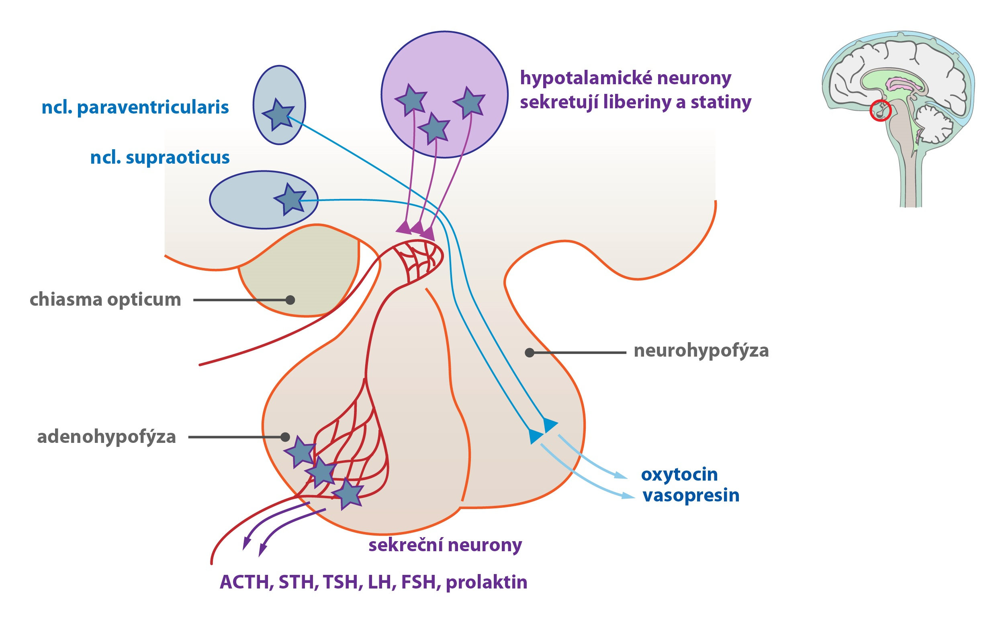 hypotalamické neurony
sekretují liberiny a statiny
ncl. paraventricularis
ncl. supraoticus
chiasma opticum
neurohypofýza
adenohypofýza
oxytocin
vasopresin
sekreční neurony
ACTH, STH, TSH, LH, FSH, prolaktin